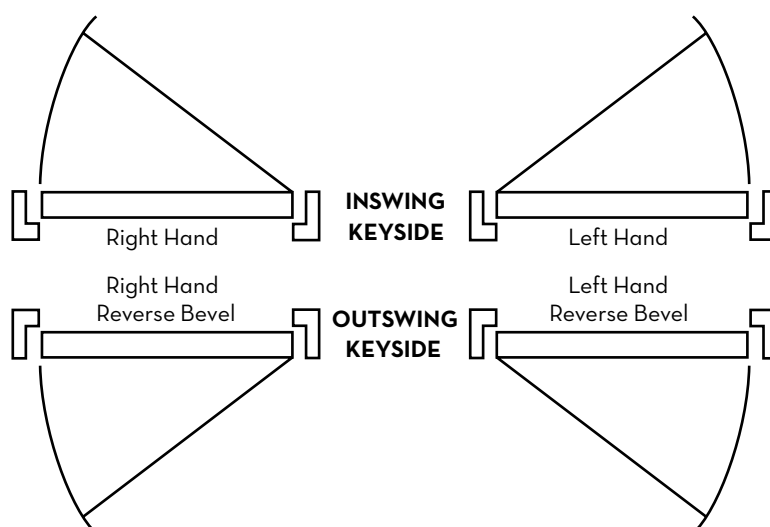 INSWING
KEYSIDE
Right Hand
Left Hand
Right Hand
Reverse Bevel
Left Hand
Reverse Bevel
OUTSWING
KEYSIDE